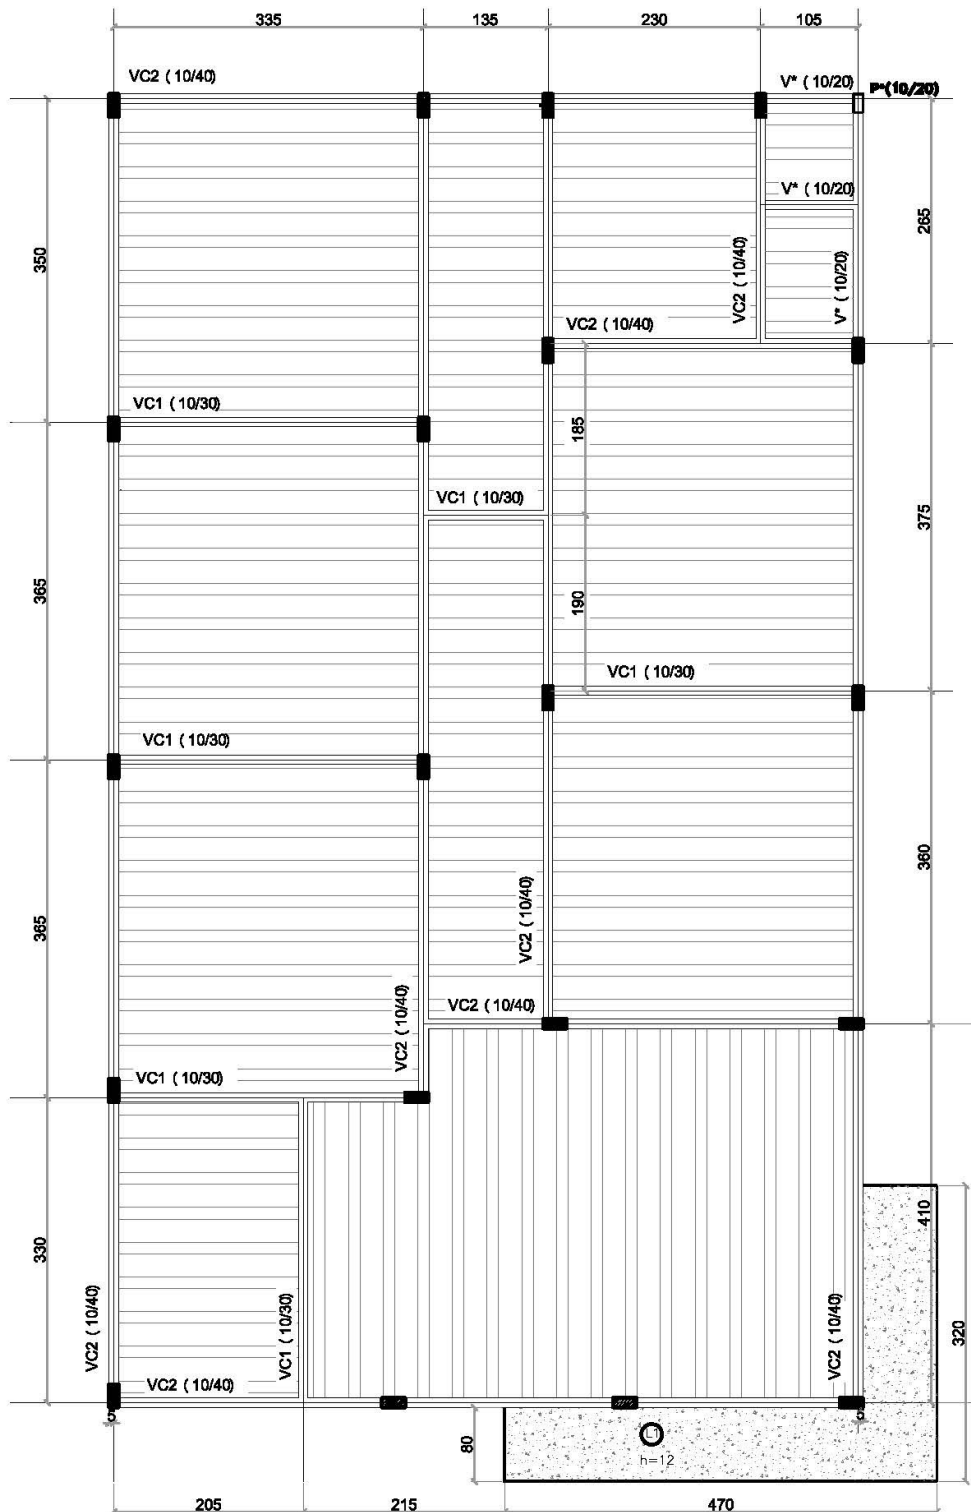 335
135
230
105
VC2 ( 10/40)
V* ( 10/20)
P*(10/20)
V* ( 10/20)
265
350
VC2 ( 10/40)
V* ( 10/20)
VC2 ( 10/40)
VC1 ( 10/30)
185
VC1 ( 10/30)
375
365
190
VC1 ( 10/30)
VC1 ( 10/30)
360
VC2 ( 10/40)
365
VC2 ( 10/40)
VC2 ( 10/40)
VC1 ( 10/30)
410
330
VC2 ( 10/40)
VC1 ( 10/30)
VC2 ( 10/40)
320
VC2 ( 10/40)
5
5
80
L1
h=12
205
215
470